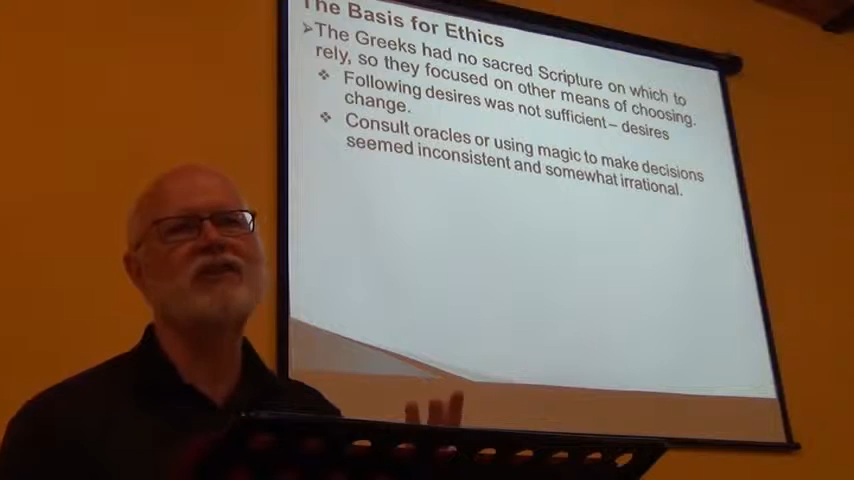 The Basis for Ethics
➢The Greeks had no sacred Scripture on which to
rely, so they focused on other means of choosing.
❖ Following desires was not sufficient – desires
change.
❖ Consult oracles or using magic to make decisions
seemed inconsistent and somewhat irrational.